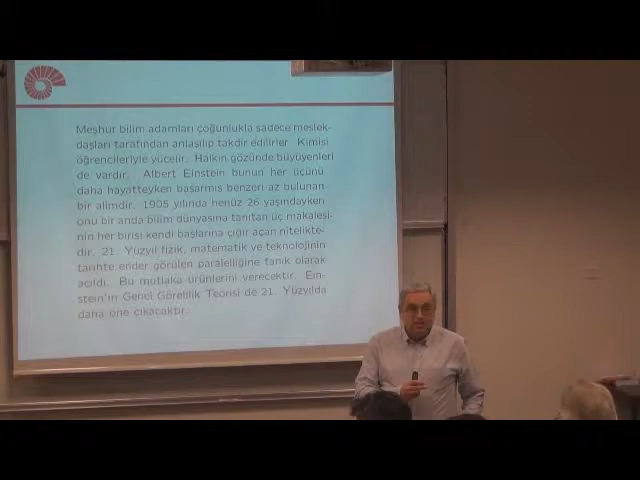 Meşhur bilim adamları çoğunlukla sadece meslek-
daşları tarafından anlaşılıp takdir edilirler. Kimisi
öğrencileriyle yücelir. Halkın gözünde büyüyenleri
de vardır. Albert Einstein bunun her üçünü
daha hayatteyken başarmış benzeri az bulunan
bir alimdir. 1905 yılında henüz 26 yaşındayken
onu bir anda bilim dünyasına tanıtan üç makalesi-
nin her birisi kendi başlarına çığır açan nitelikte-
dir. 21. Yüzyıl fizik, matematik ve teknolojinin
tarihte ender görülen paralelliğine tanık olarak
açıldı. Bu mutlaka ürünlerini verecektir. Ein-
stein'ın Genel Görelilik Teorisi de 21. Yüzyılda
daha öne çıkacaktır.